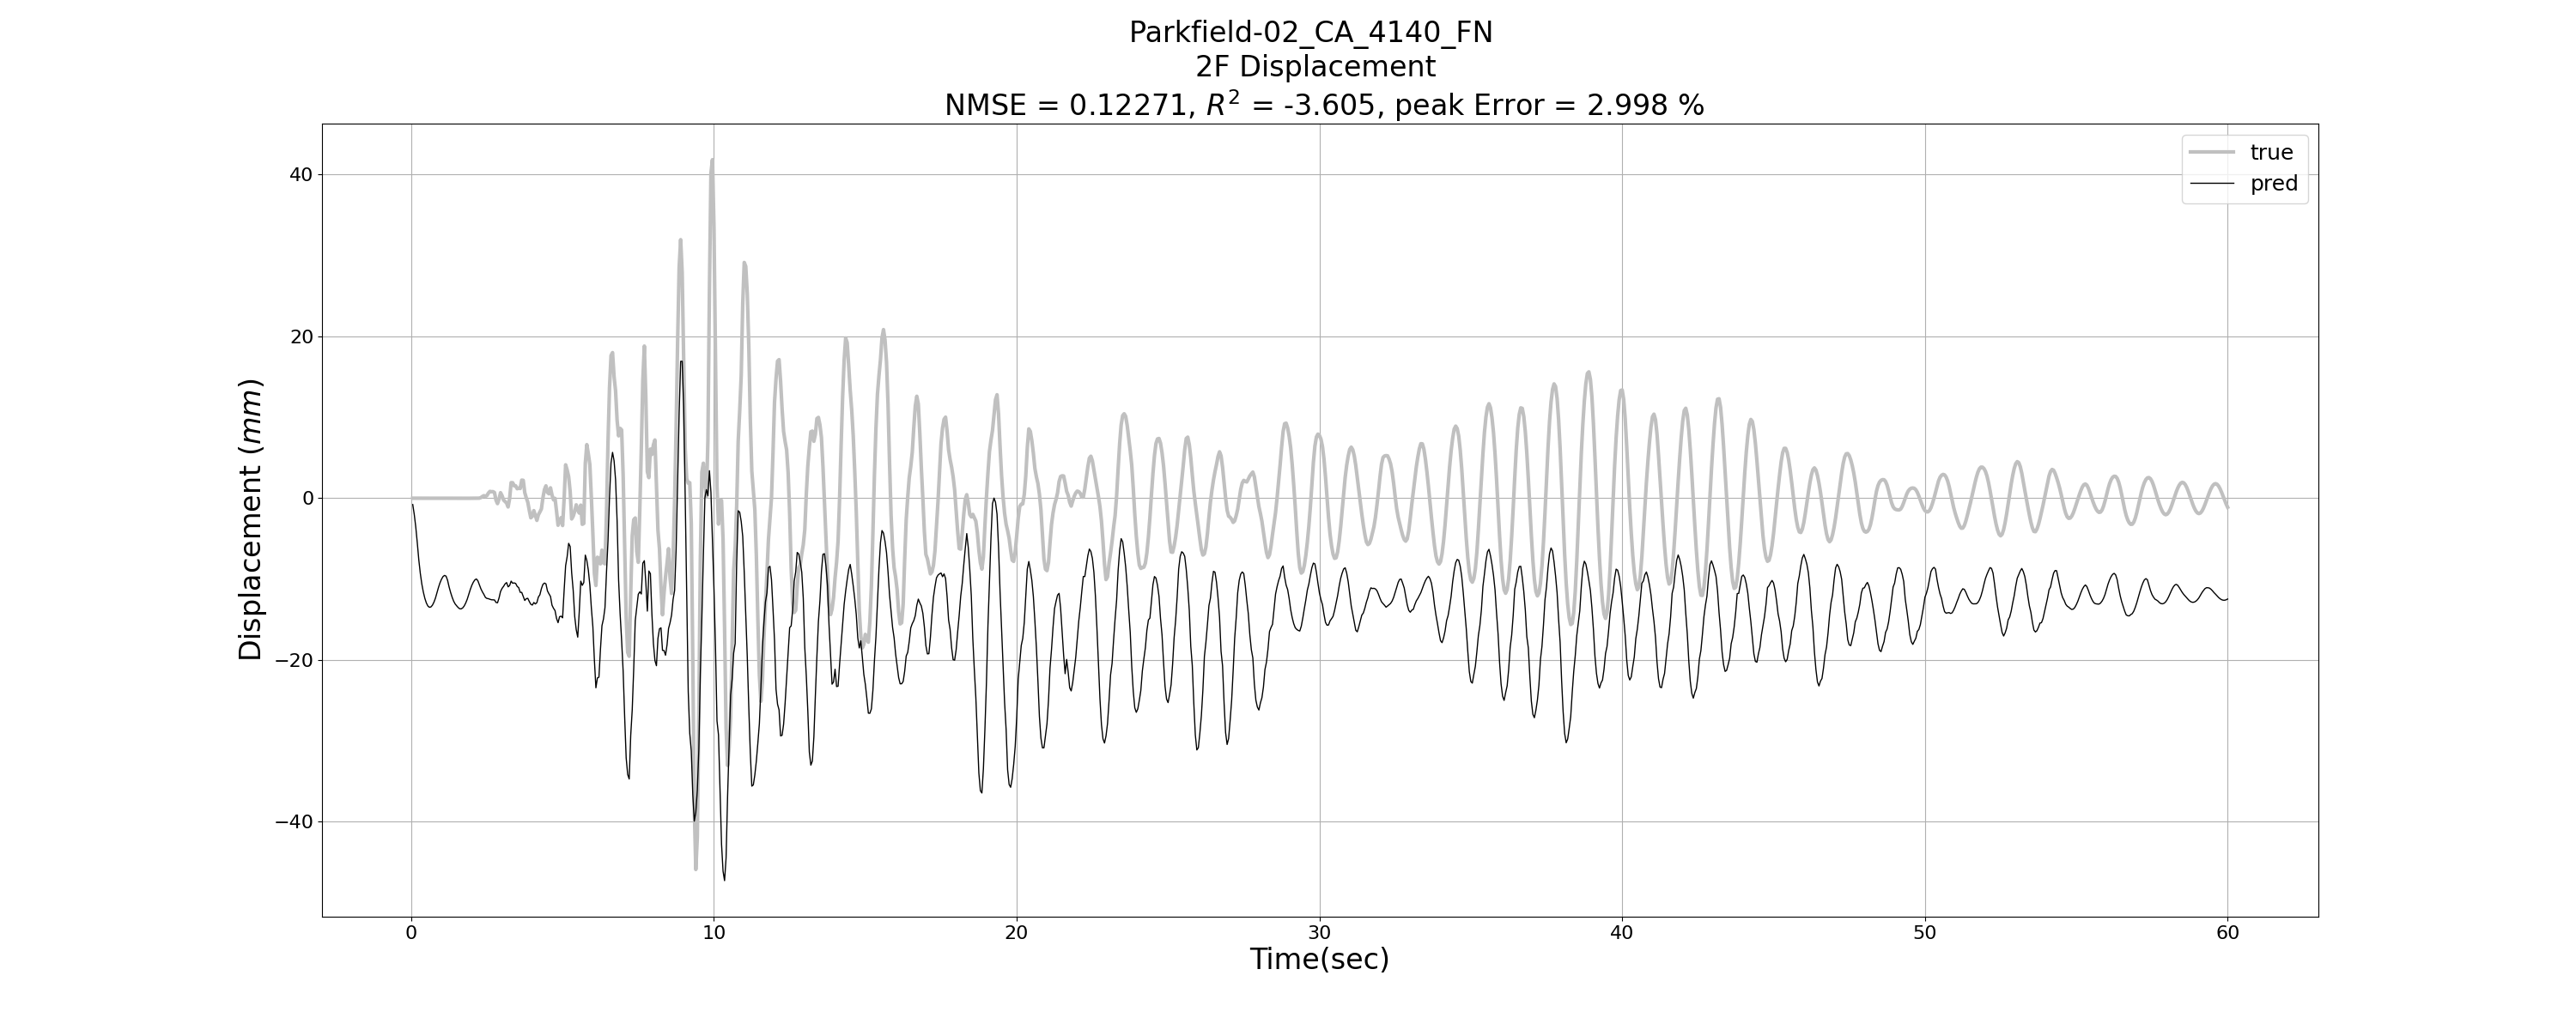 Parkfield-02_CA_4140_FN
2F Displacement
NMSE = 0.12271, R² = -3.605, peak Error = 2.998 %
true
pred
Displacement (mm)
40
20
0
−20
−40
0 10 20 30 40 50 60
Time(sec)